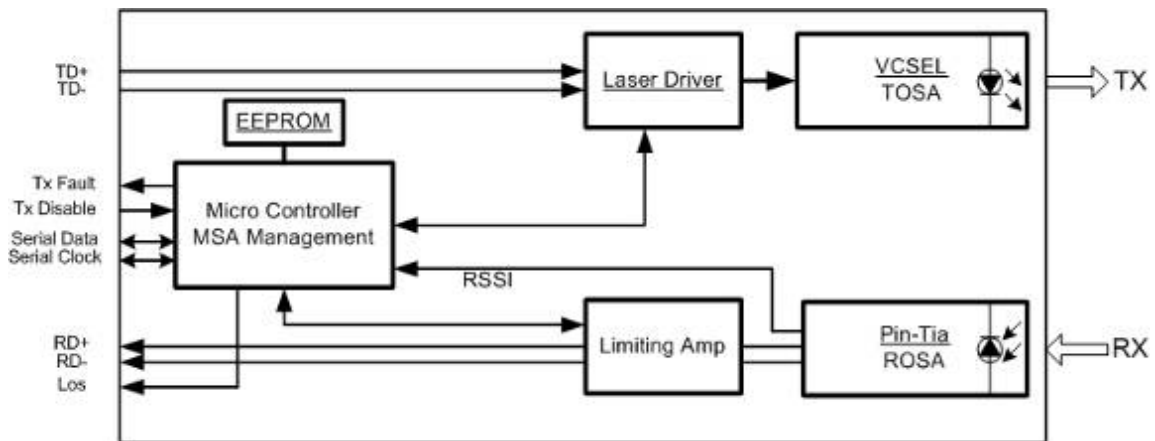 TD+
TD-
Laser Driver
VCSEL
TOSA
TX
EEPROM
Tx Fault
Tx Disable
Serial Data
Serial Clock
Micro Controller
MSA Management
RSSI
RD+
RD-
Los
Limiting Amp
Pin-Tia
ROSA
RX